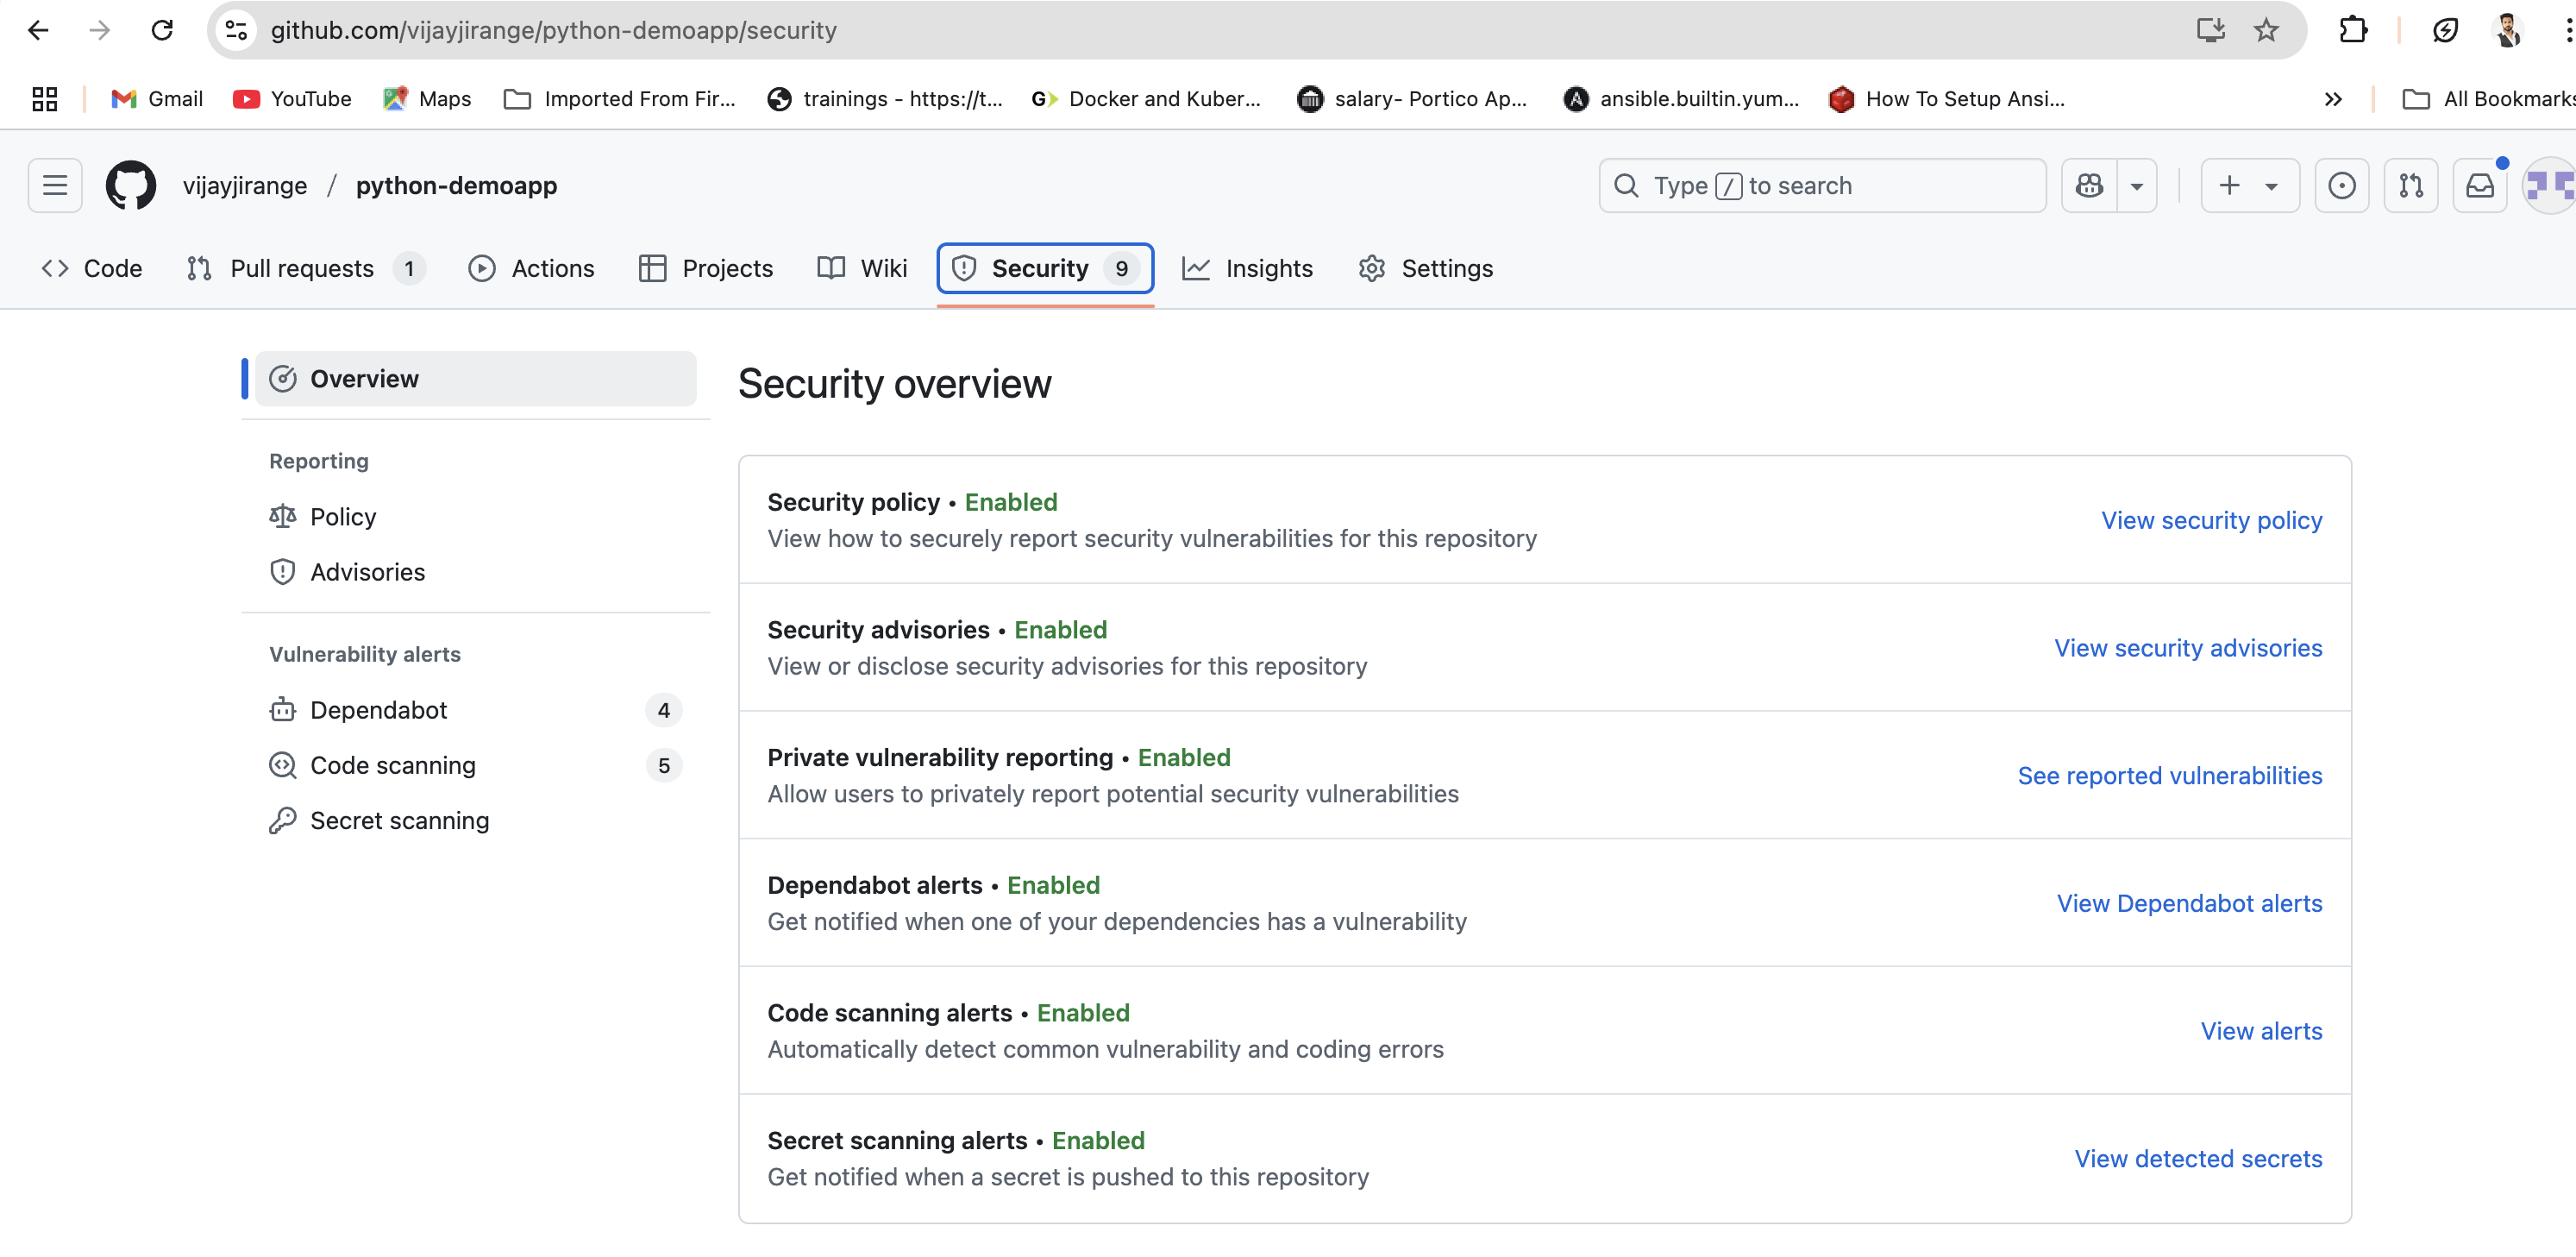 github.com/vijayjirange/python-demoapp/security
Gmail YouTube Maps Imported From Fir... trainings - https://t... G Docker and Kuber... salary- Portico Ap... A ansible.builtin.yum... How To Setup Ansi... All Bookmarks
vijayjirange / python-demoapp Type / to search
Code Pull requests 1 Actions Projects Wiki Security 9 Insights Settings
Overview
Reporting
Policy
Advisories
Vulnerability alerts
Dependabot 4
Code scanning 5
Secret scanning
Security overview
Security policy • Enabled
View how to securely report security vulnerabilities for this repository
View security policy
Security advisories • Enabled
View or disclose security advisories for this repository
View security advisories
Private vulnerability reporting • Enabled
Allow users to privately report potential security vulnerabilities
See reported vulnerabilities
Dependabot alerts • Enabled
Get notified when one of your dependencies has a vulnerability
View Dependabot alerts
Code scanning alerts • Enabled
Automatically detect common vulnerability and coding errors
View alerts
Secret scanning alerts • Enabled
Get notified when a secret is pushed to this repository
View detected secrets